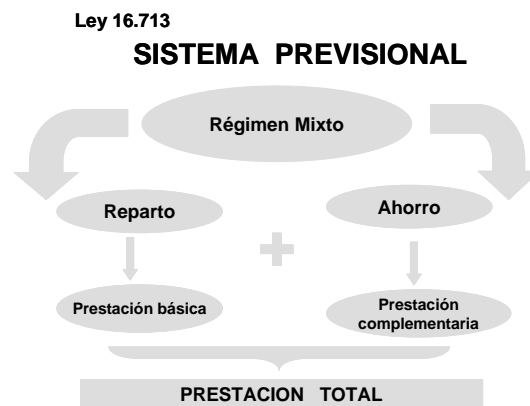 Ley 16.713
SISTEMA PREVISIONAL
Régimen Mixto
Reparto
Ahorro
Prestación básica
Prestación
complementaria
PRESTACION TOTAL